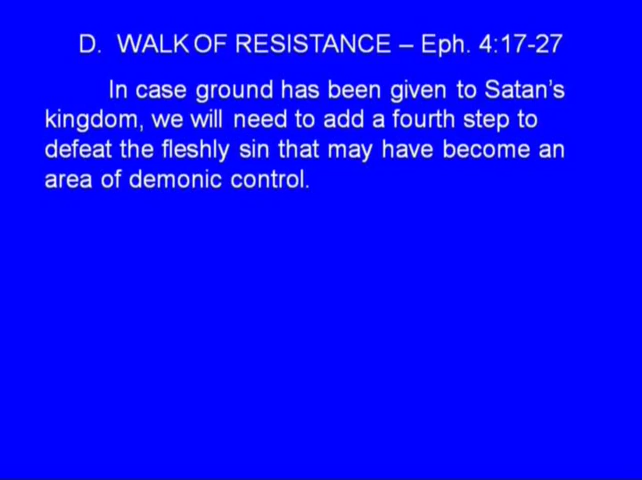 D. WALK OF RESISTANCE – Eph. 4:17-27
In case ground has been given to Satan's
kingdom, we will need to add a fourth step to
defeat the fleshly sin that may have become an
area of demonic control.